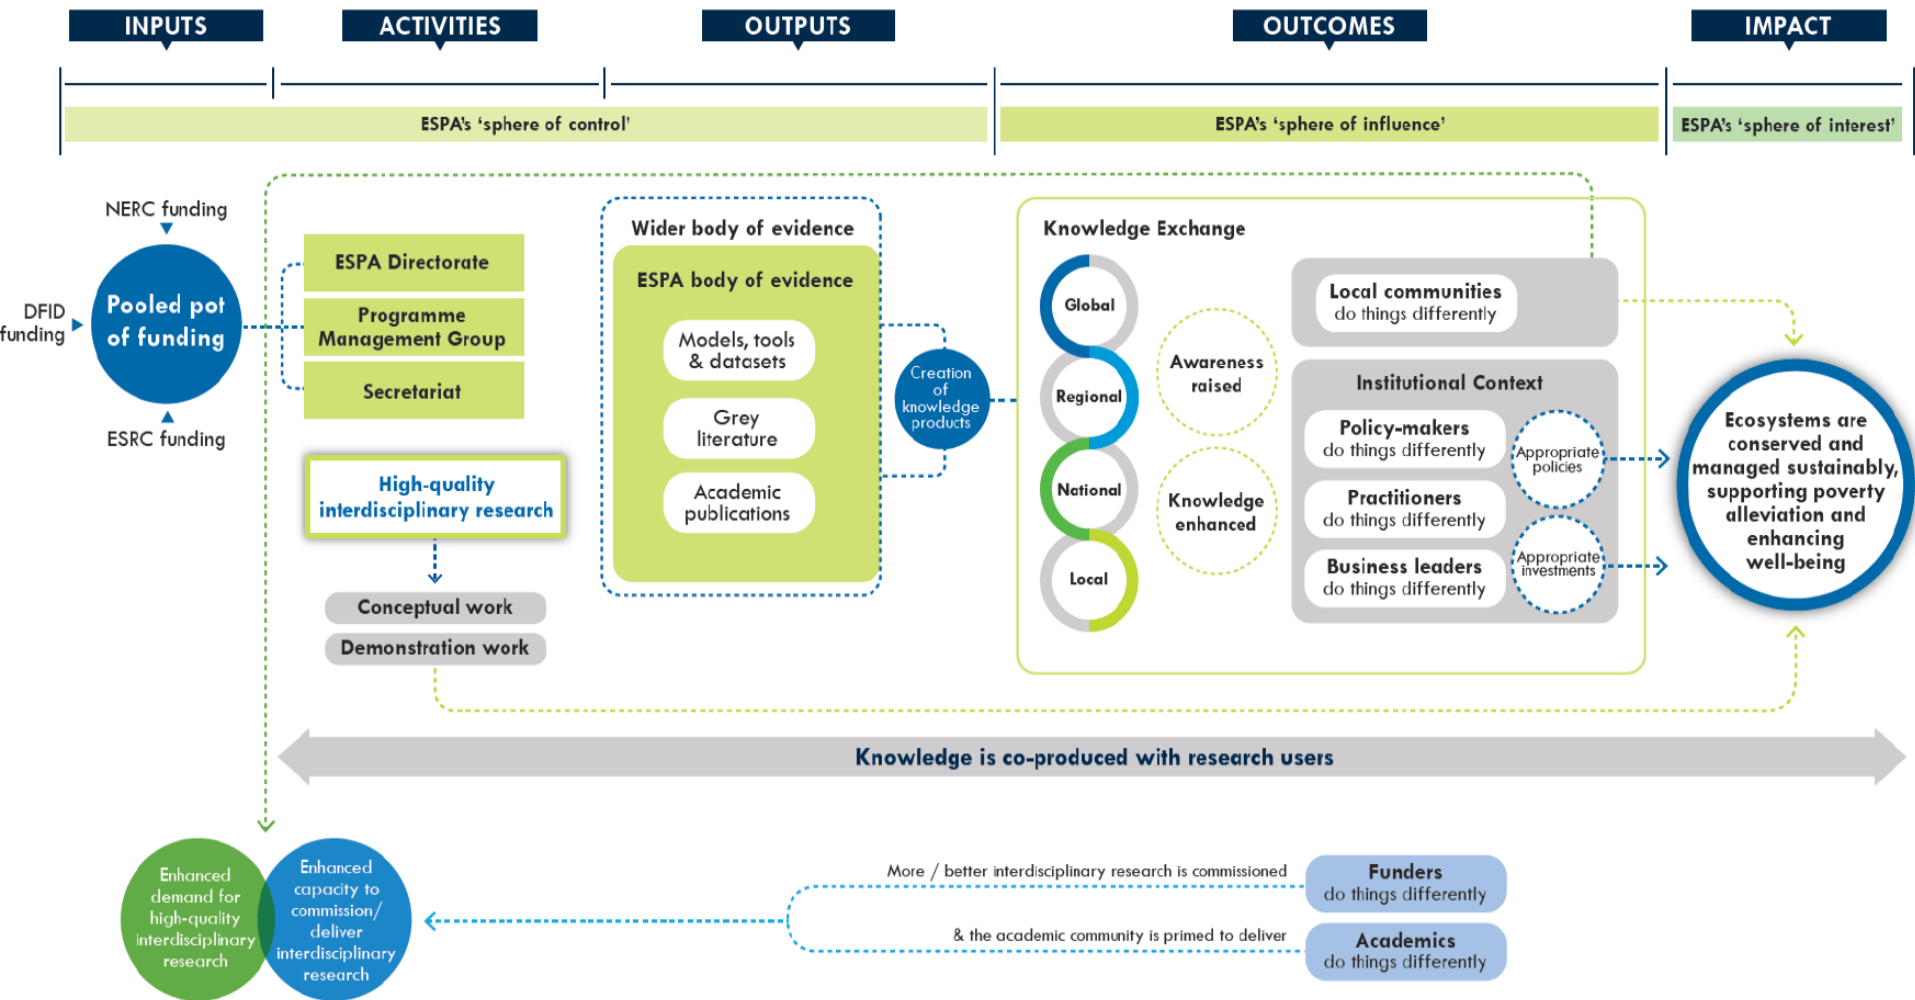 INPUTS
ACTIVITIES
OUTPUTS
OUTCOMES
IMPACT
ESPA's 'sphere of control'
ESPA's 'sphere of influence'
ESPA's 'sphere of interest'
NERC funding
DFID
funding
Pooled pot
of funding
ESRC funding
ESPA Directorate
Programme
Management Group
Secretariat
High-quality
interdisciplinary research
Conceptual work
Demonstration work
Wider body of evidence
ESPA body of evidence
Models, tools
& datasets
Grey
literature
Academic
publications
Creation
of
knowledge
products
Knowledge Exchange
Global
Regional
National
Local
Awareness
raised
Knowledge
enhanced
Local communities
do things differently
Institutional Context
Policy-makers
do things differently
Practitioners
do things differently
Business leaders
do things differently
Appropriate
policies
Appropriate
investments
Ecosystems are
conserved and
managed sustainably,
supporting poverty
alleviation and
enhancing
well-being
Knowledge is co-produced with research users
Enhanced
demand for
high-quality
interdisciplinary
research
Enhanced
capacity to
commission/
deliver
interdisciplinary
research
More / better interdisciplinary research is commissioned
& the academic community is primed to deliver
Funders
do things differently
Academics
do things differently